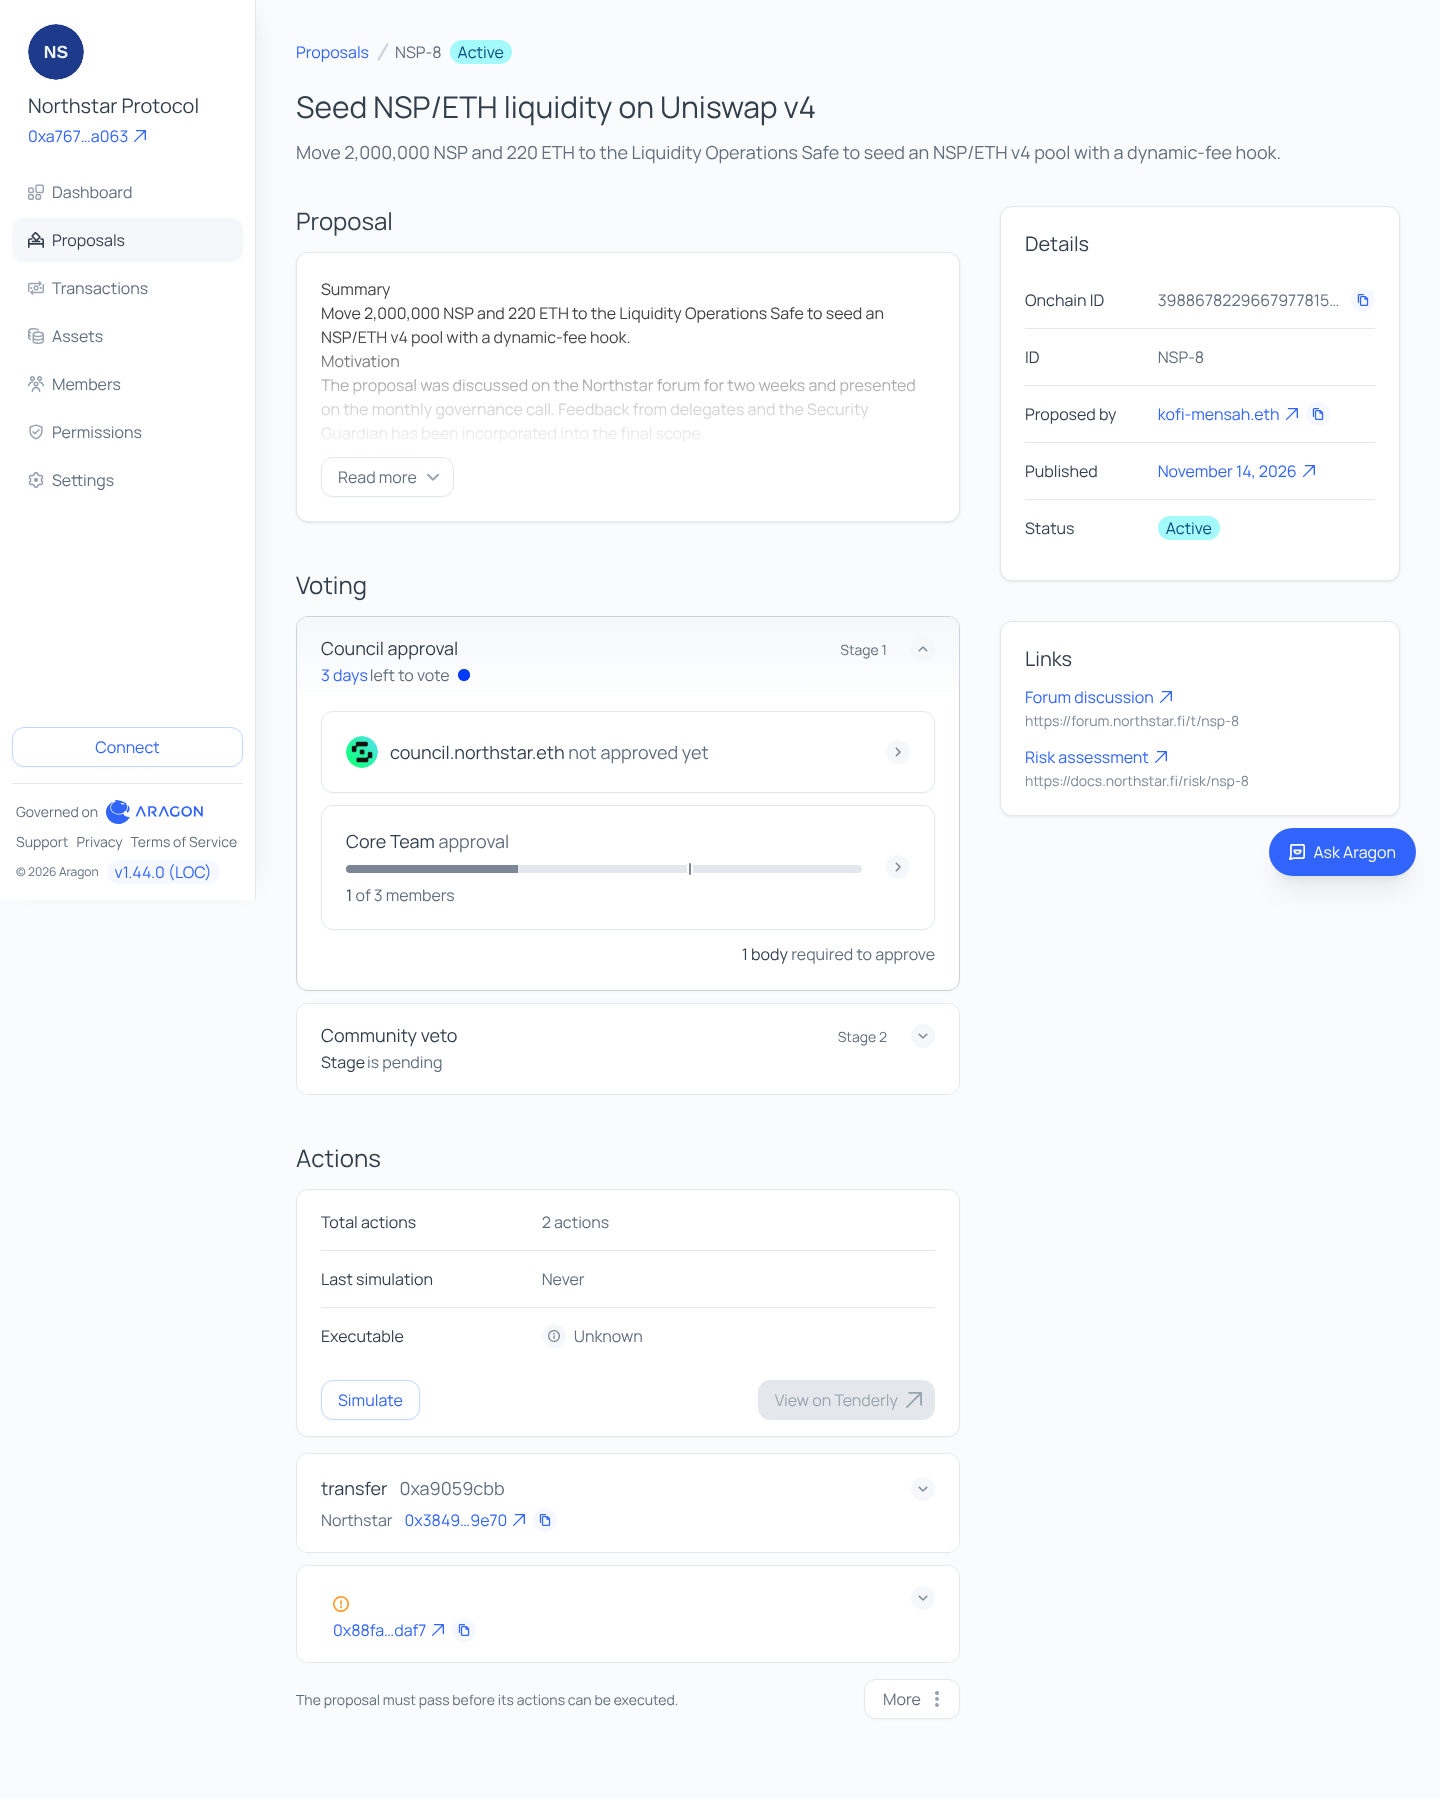 NS
Northstar Protocol
0xa767…a063
Dashboard
Proposals
Transactions
Assets
Members
Permissions
Settings
Connect
Governed on ARAGON
Support Privacy Terms of Service
© 2026 Aragon v1.44.0 (LOC)
Proposals / NSP-8 Active
Seed NSP/ETH liquidity on Uniswap v4
Move 2,000,000 NSP and 220 ETH to the Liquidity Operations Safe to seed an NSP/ETH v4 pool with a dynamic-fee hook.
Proposal
Summary
Move 2,000,000 NSP and 220 ETH to the Liquidity Operations Safe to seed an
NSP/ETH v4 pool with a dynamic-fee hook.
Motivation
The proposal was discussed on the Northstar forum for two weeks and presented
on the monthly governance call. Feedback from delegates and the Security
Guardian has been incorporated into the final scope.
Read more
Voting
Council approval Stage 1
3 days left to vote
council.northstar.eth not approved yet
Core Team approval
1 of 3 members
1 body required to approve
Community veto Stage 2
Stage is pending
Actions
Total actions 2 actions
Last simulation Never
Executable Unknown
Simulate View on Tenderly
transfer 0xa9059cbb
Northstar 0x3849…9e70
0x88fa…daf7
The proposal must pass before its actions can be executed. More
Details
Onchain ID 3988678229667977815…
ID NSP-8
Proposed by kofi-mensah.eth
Published November 14, 2026
Status Active
Links
Forum discussion
https://forum.northstar.fi/t/nsp-8
Risk assessment
https://docs.northstar.fi/risk/nsp-8
Ask Aragon